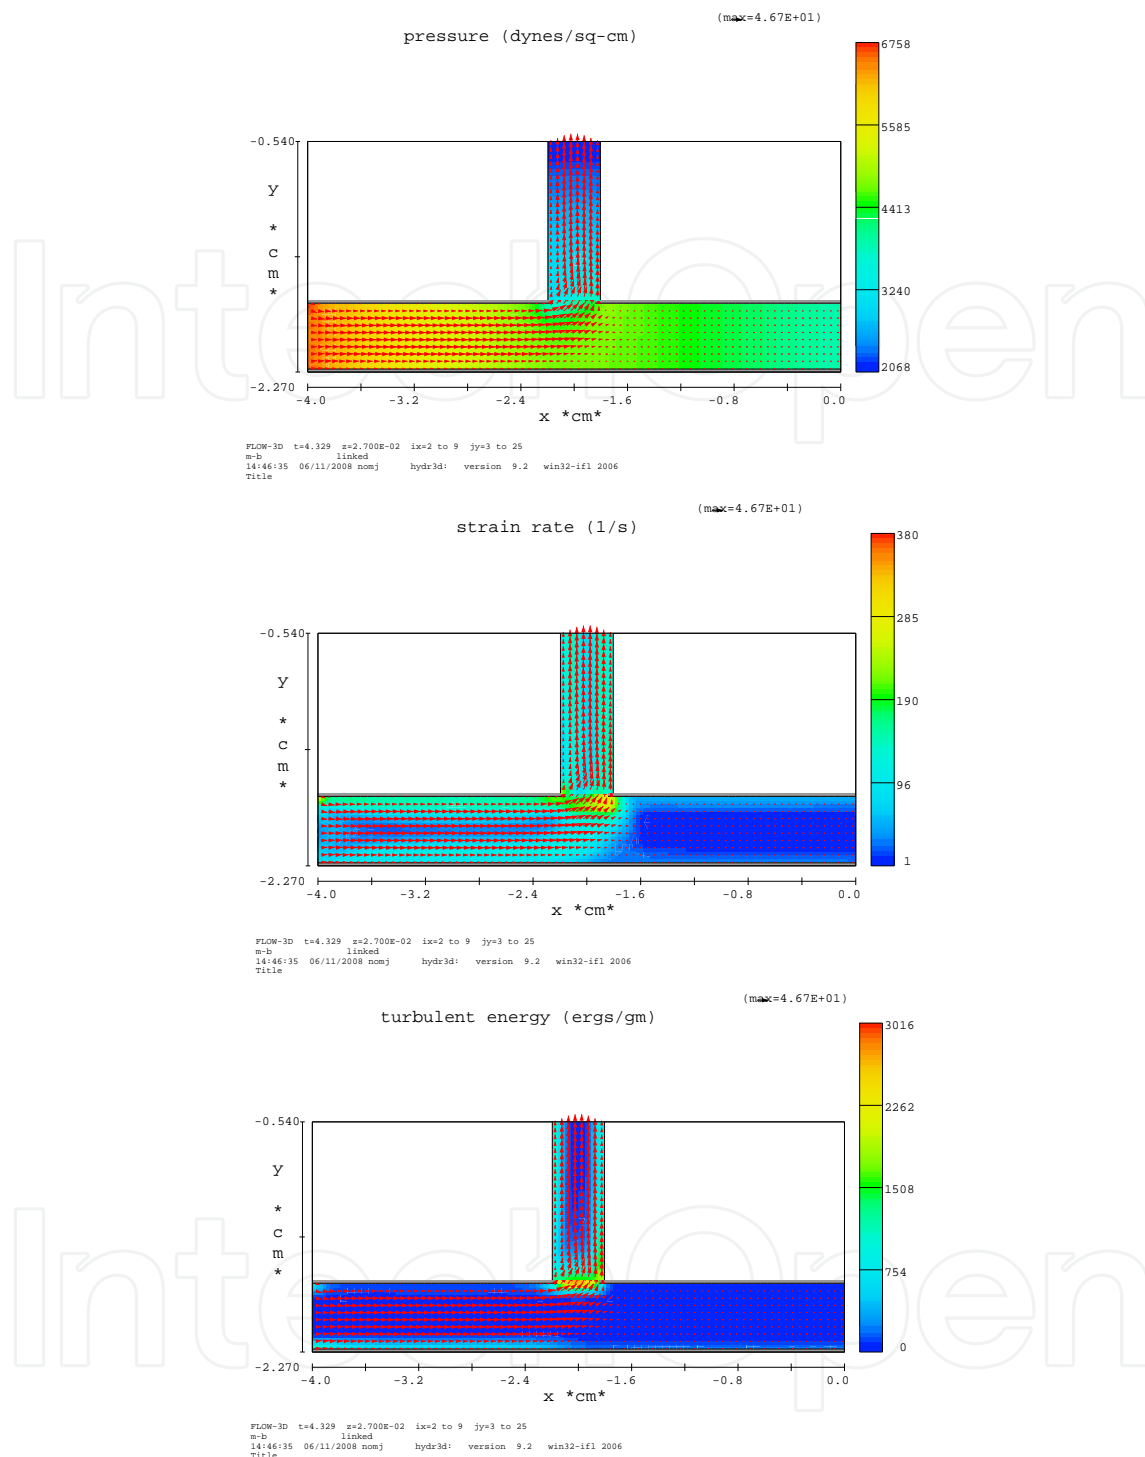 (max=4.67E+01)
pressure (dynes/sq-cm)
6758
5585
4413
3240
2068
-0.540
y
*
c
m
*
-2.270
-4.0 -3.2 -2.4 -1.6 -0.8 0.0
x *cm*
FLOW-3D t=4.329 z=2.700E-02 ix=2 to 9 jy=3 to 25
m-b linked
14:46:35 06/11/2008 nomj hydr3d: version 9.2 win32-ifl 2006
Title
(max=4.67E+01)
strain rate (1/s)
380
285
190
96
1
-0.540
y
*
c
m
*
-2.270
-4.0 -3.2 -2.4 -1.6 -0.8 0.0
x *cm*
FLOW-3D t=4.329 z=2.700E-02 ix=2 to 9 jy=3 to 25
m-b linked
14:46:35 06/11/2008 nomj hydr3d: version 9.2 win32-ifl 2006
Title
(max=4.67E+01)
turbulent energy (ergs/gm)
3016
2262
1508
754
0
-0.540
y
*
c
m
*
-2.270
-4.0 -3.2 -2.4 -1.6 -0.8 0.0
x *cm*
FLOW-3D t=4.329 z=2.700E-02 ix=2 to 9 jy=3 to 25
m-b linked
14:46:35 06/11/2008 nomj hydr3d: version 9.2 win32-ifl 2006
Title
IntechOpen
IntechOpen